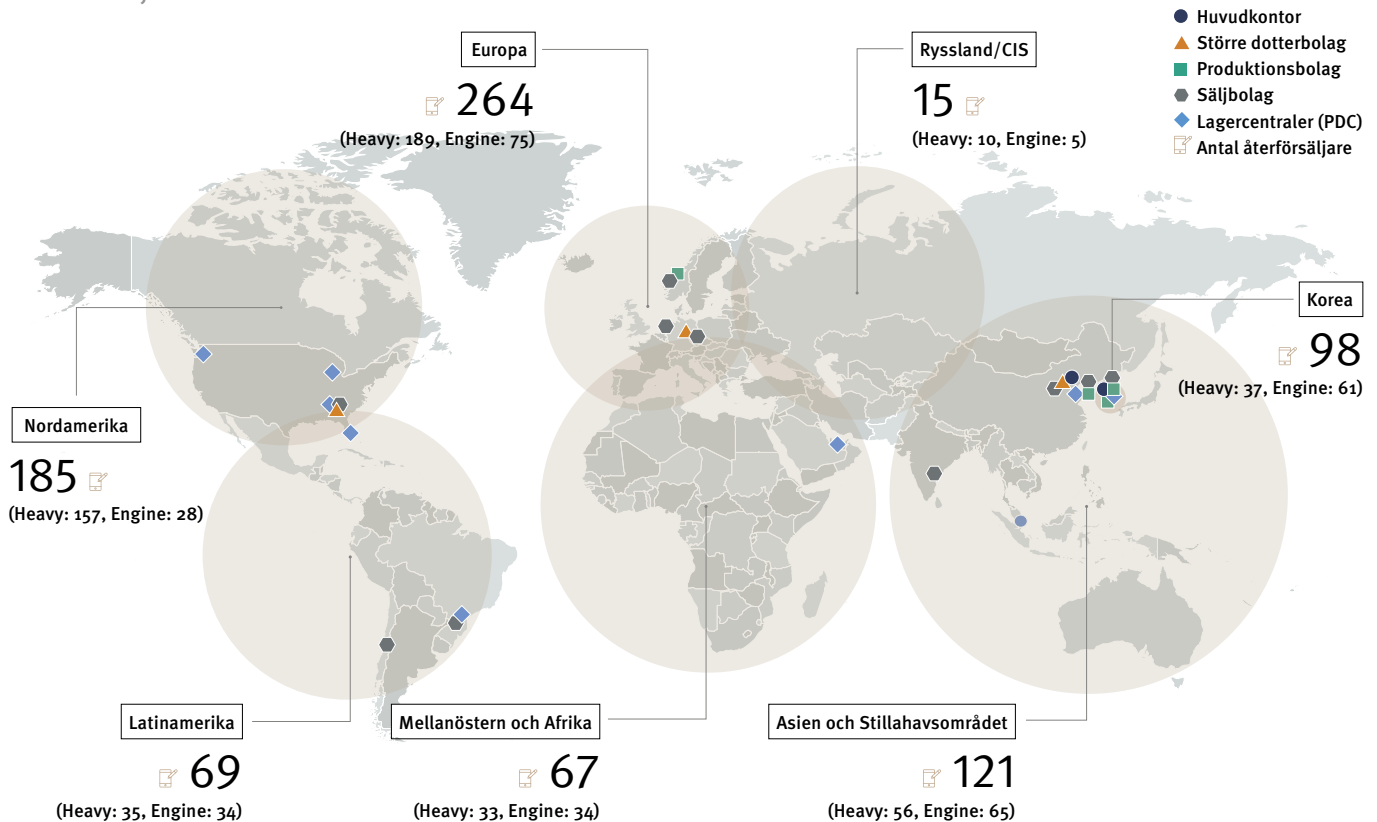 Huvudkontor
Större dotterbolag
Produktionsbolag
Säljbolag
Lagercentraler (PDC)
Antal återförsäljare
Europa
264
(Heavy: 189, Engine: 75)
Ryssland/CIS
15
(Heavy: 10, Engine: 5)
Korea
98
(Heavy: 37, Engine: 61)
Nordamerika
185
(Heavy: 157, Engine: 28)
Latinamerika
69
(Heavy: 35, Engine: 34)
Mellanöstern och Afrika
67
(Heavy: 33, Engine: 34)
Asien och Stillahavsområdet
121
(Heavy: 56, Engine: 65)